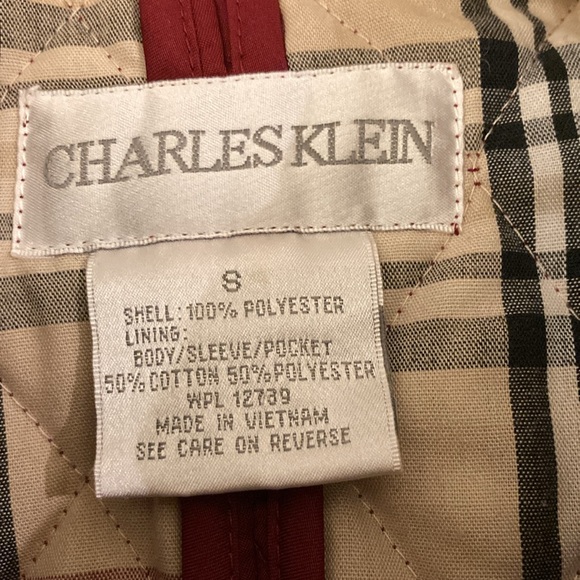 CHARLES KLEIN
S
SHELL: 100% POLYESTER
LINING:
BODY/SLEEVE/POCKET
50% COTTON 50% POLYESTER
WPL 12739
MADE IN VIETNAM
SEE CARE ON REVERSE